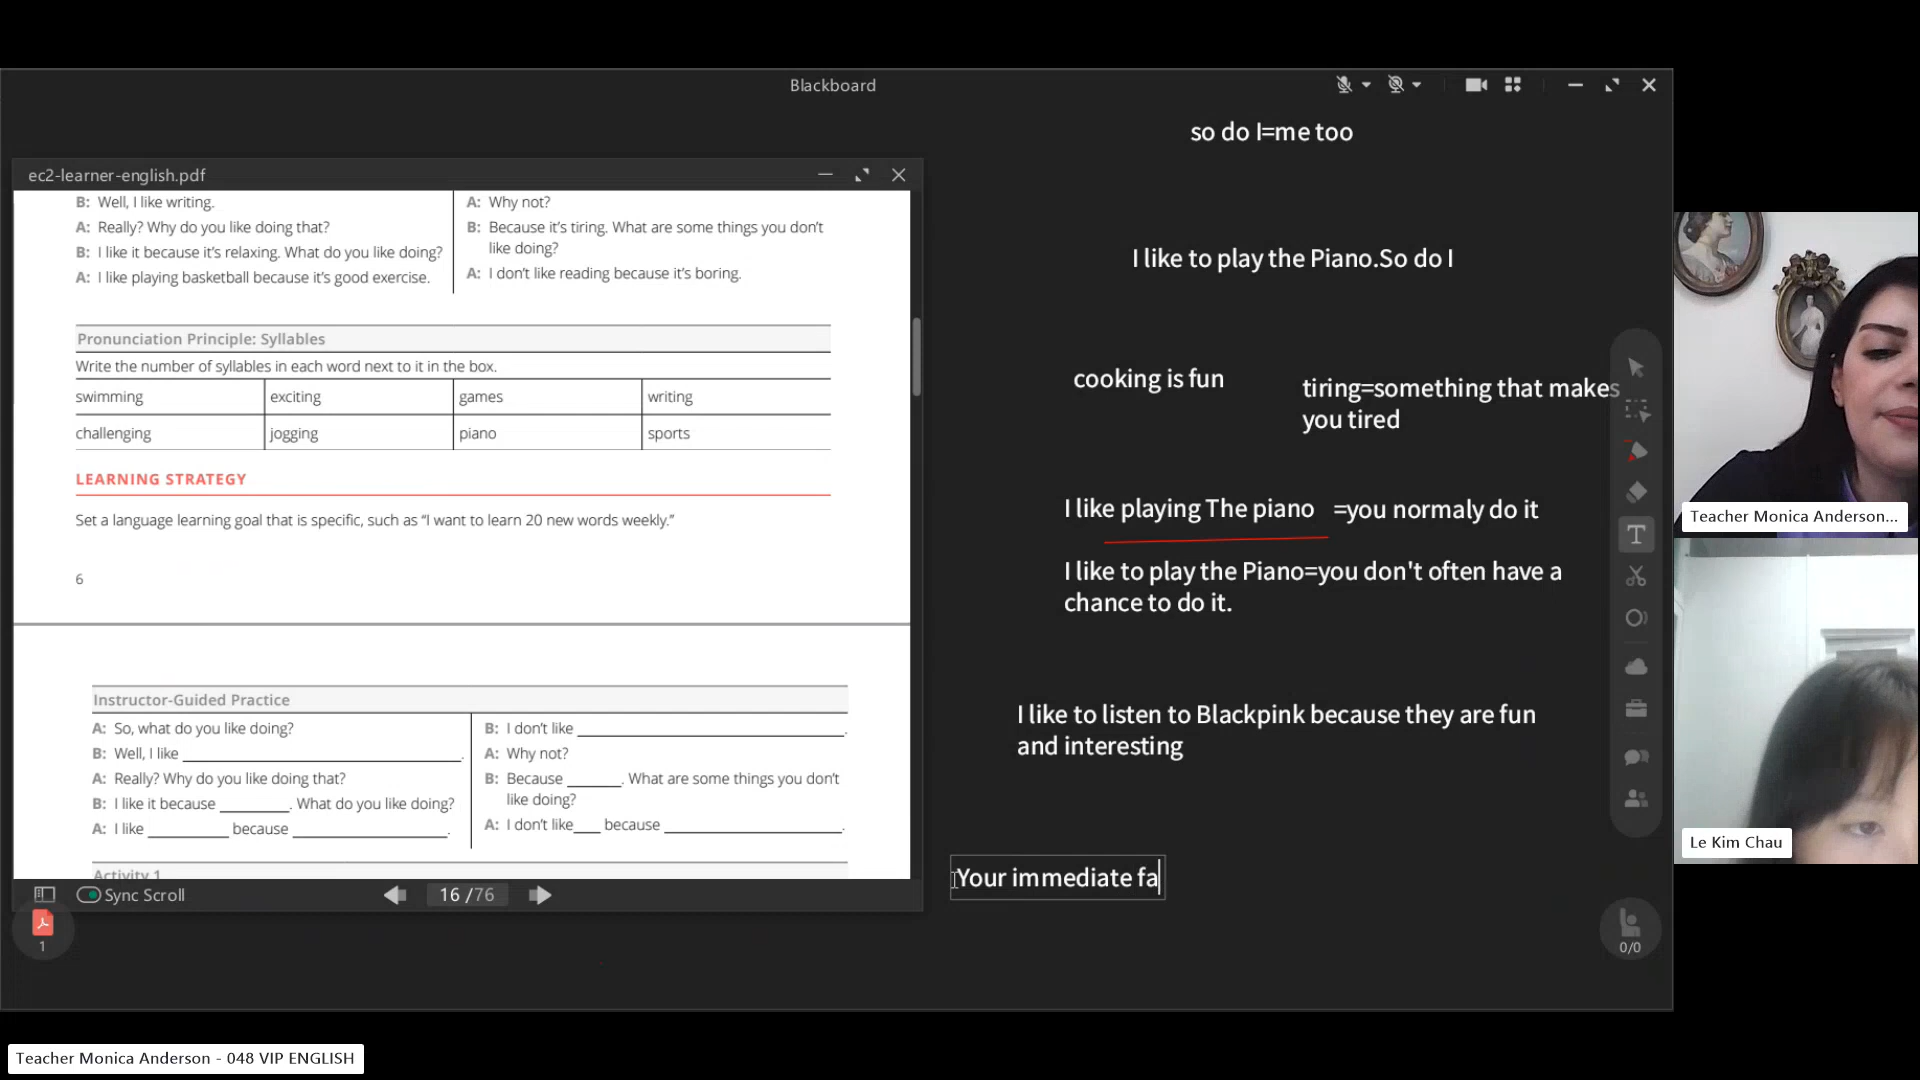 Blackboard
so do I=me too
ec2-learner-english.pdf
B: Well, I like writing.
A: Really? Why do you like doing that?
B: I like it because it's relaxing. What do you like doing?
A: I like playing basketball because it's good exercise.
A: Why not?
B: Because it's tiring. What are some things you don't
like doing?
A: I don't like reading because it's boring.
Pronunciation Principle: Syllables
Write the number of syllables in each word next to it in the box.
swimming exciting games writing
challenging jogging piano sports
LEARNING STRATEGY
Set a language learning goal that is specific, such as “I want to learn 20 new words weekly.”
6
Instructor-Guided Practice
A: So, what do you like doing?
B: Well, I like ____.
A: Really? Why do you like doing that?
B: I like it because ____. What do you like doing?
A: I like ____ because ____.
B: I don't like ____.
A: Why not?
B: Because ____. What are some things you don't
like doing?
A: I don't like____ because ____.
Activity 1
Sync Scroll
16 /76
1
I like to play the Piano.So do I
cooking is fun
tiring=something that makes
you tired
I like playing The piano =you normaly do it
I like to play the Piano=you don't often have a
chance to do it.
I like to listen to Blackpink because they are fun
and interesting
Your immediate fa
0/0
Teacher Monica Anderson...
Le Kim Chau
Teacher Monica Anderson - 048 VIP ENGLISH